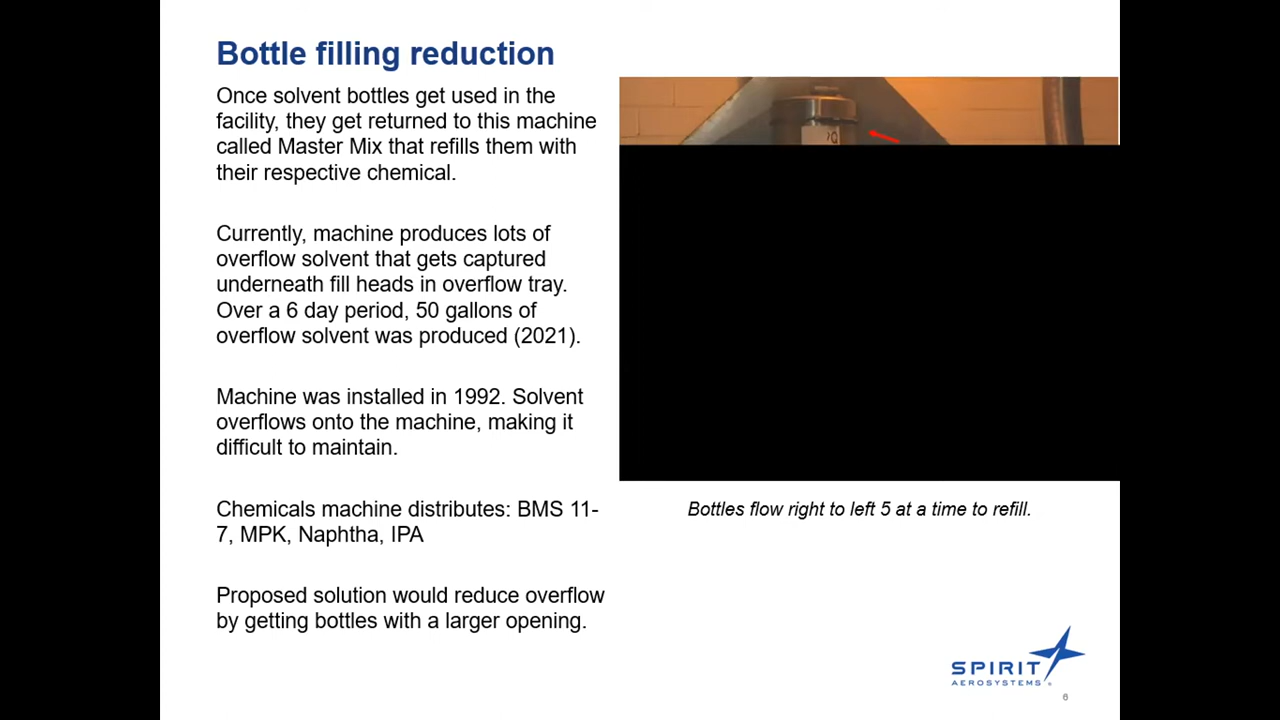 Bottle filling reduction
Once solvent bottles get used in the
facility, they get returned to this machine
called Master Mix that refills them with
their respective chemical.
Currently, machine produces lots of
overflow solvent that gets captured
underneath fill heads in overflow tray.
Over a 6 day period, 50 gallons of
overflow solvent was produced (2021).
Machine was installed in 1992. Solvent
overflows onto the machine, making it
difficult to maintain.
Chemicals machine distributes: BMS 11-
7, MPK, Naphtha, IPA
Proposed solution would reduce overflow
by getting bottles with a larger opening.
Bottles flow right to left 5 at a time to refill.
SPIRIT
AEROSYSTEMS
6